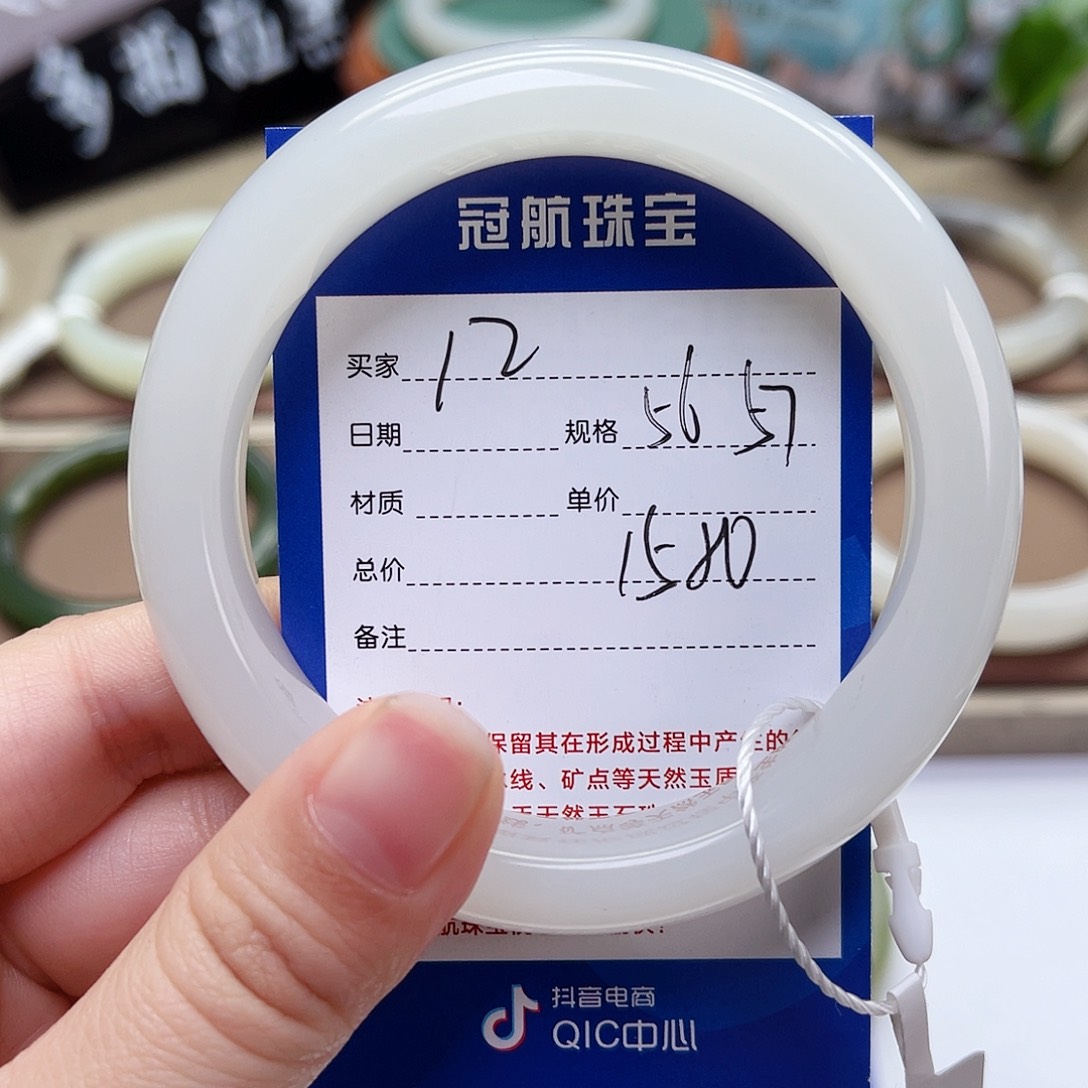 冠航珠宝
买家 12
日期 规格 56 57
材质 单价
总价 1580
备注
保留其在形成过程中产生的
线、矿点等天然玉质
抖音电商
QIC中心